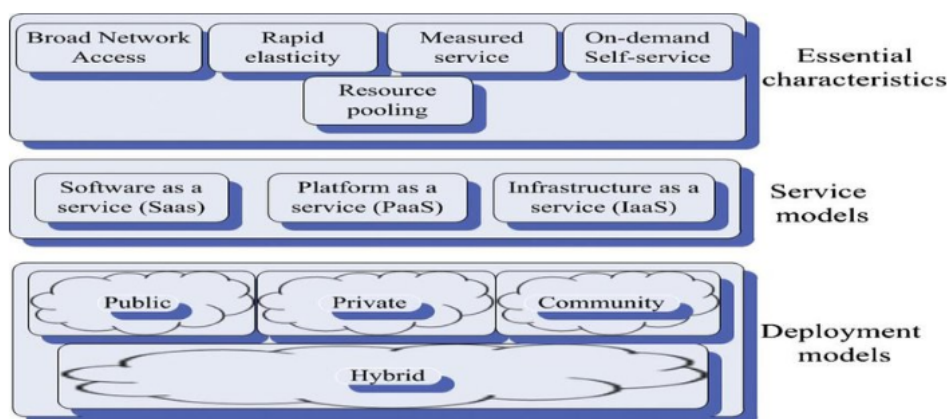 Broad Network
Access
Rapid
elasticity
Measured
service
On-demand
Self-service
Resource
pooling
Essential
characteristics
Software as a
service (Saas)
Platform as a
service (PaaS)
Infrastructure as a
service (IaaS)
Service
models
Public
Private
Community
Hybrid
Deployment
models